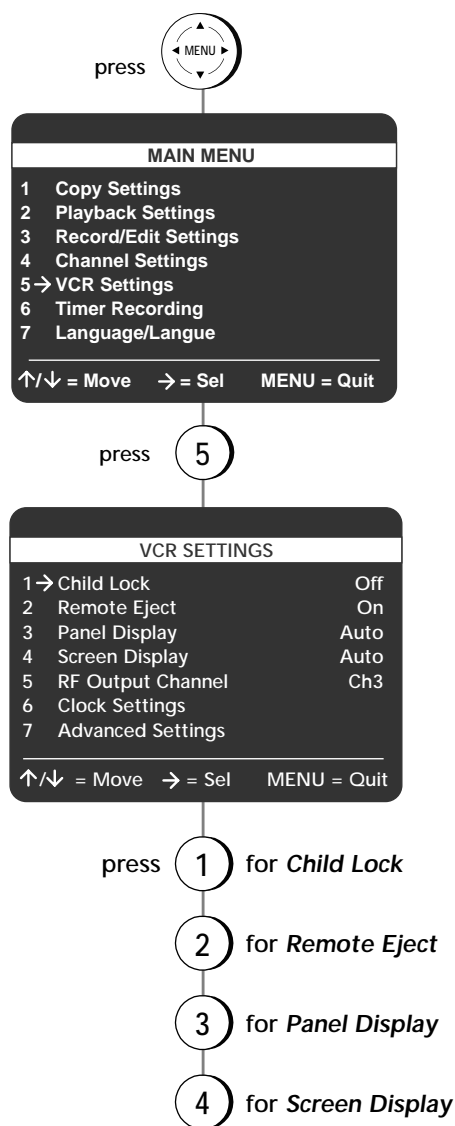 press ◄ MENU ►
MAIN MENU
1 Copy Settings
2 Playback Settings
3 Record/Edit Settings
4 Channel Settings
5→ VCR Settings
6 Timer Recording
7 Language/Langue
↑/↓ = Move → = Sel MENU = Quit
press 5
VCR SETTINGS
1→ Child Lock Off
2 Remote Eject On
3 Panel Display Auto
4 Screen Display Auto
5 RF Output Channel Ch3
6 Clock Settings
7 Advanced Settings
↑/↓ = Move → = Sel MENU = Quit
press 1 for Child Lock
2 for Remote Eject
3 for Panel Display
4 for Screen Display